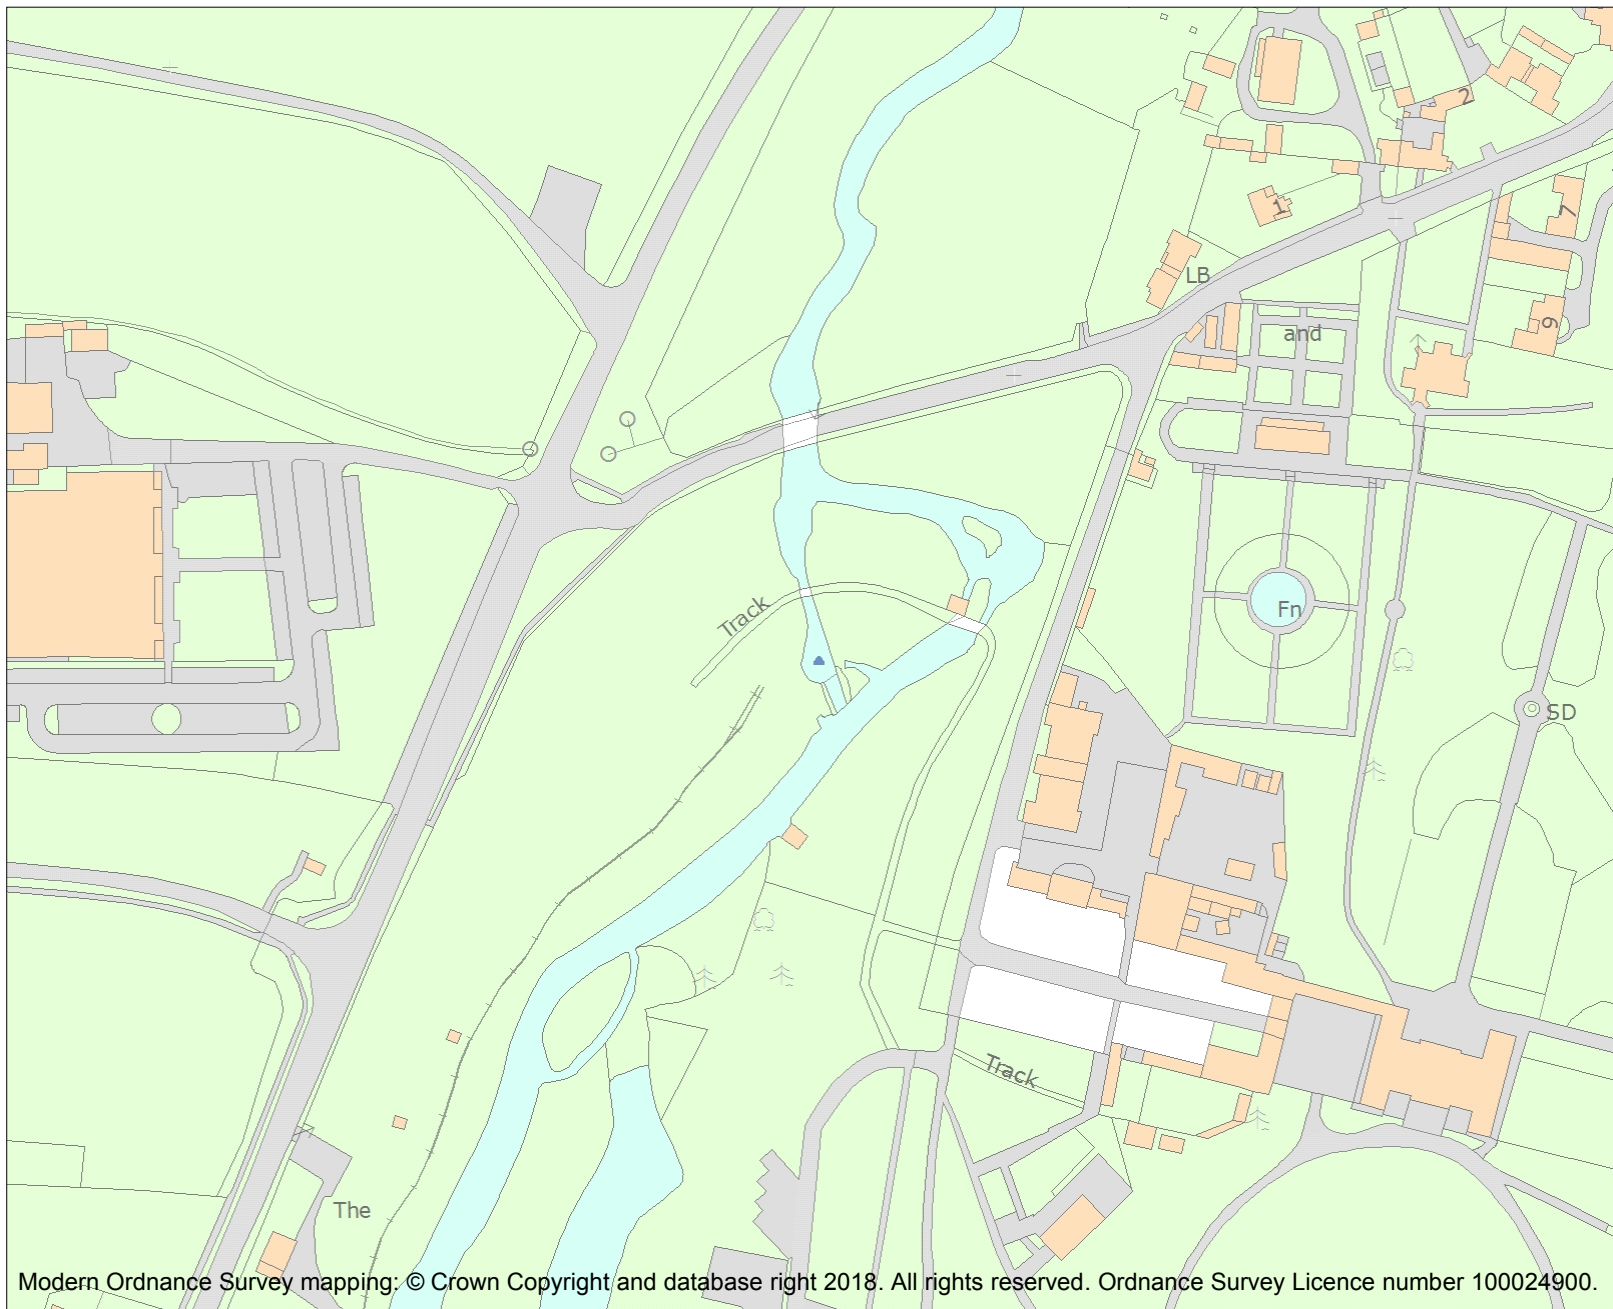 2
1
7
LB
9
and
Fn
Track
SD
Track
The
Modern Ordnance Survey mapping: © Crown Copyright and database right 2018. All rights reserved. Ordnance Survey Licence number 100024900.